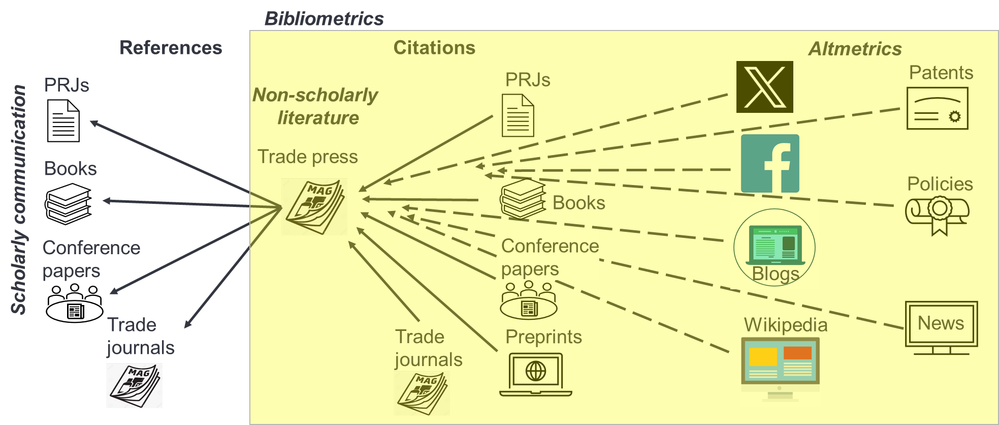 Bibliometrics
References
Citations
Altmetrics
Scholarly communication
PRJs
Books
Conference
papers
Trade
journals
MAG
Non-scholarly
literature
Trade press
MAG
PRJs
Books
Conference
papers
Trade
journals
MAG
Preprints
X
f
Blogs
Wikipedia
Patents
Policies
News